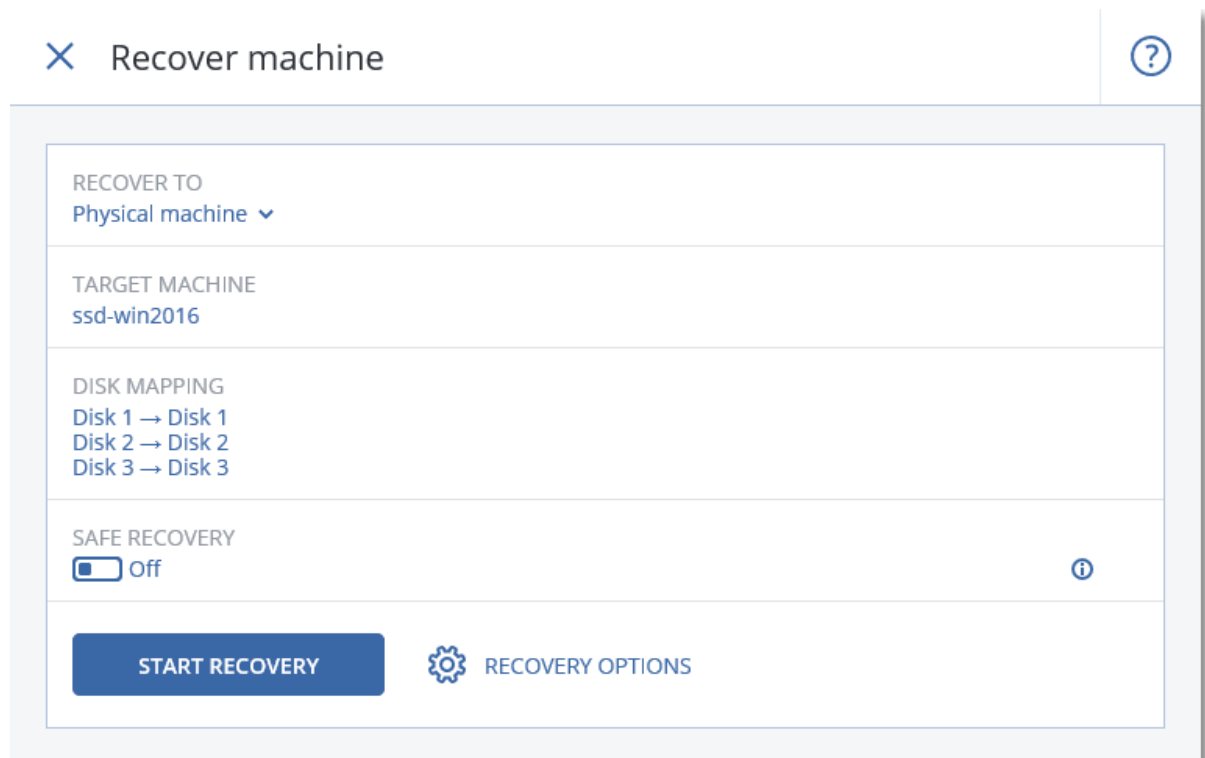 Recover machine
RECOVER TO
Physical machine
TARGET MACHINE
ssd-win2016
DISK MAPPING
Disk 1 → Disk 1
Disk 2 → Disk 2
Disk 3 → Disk 3
SAFE RECOVERY
Off
START RECOVERY RECOVERY OPTIONS